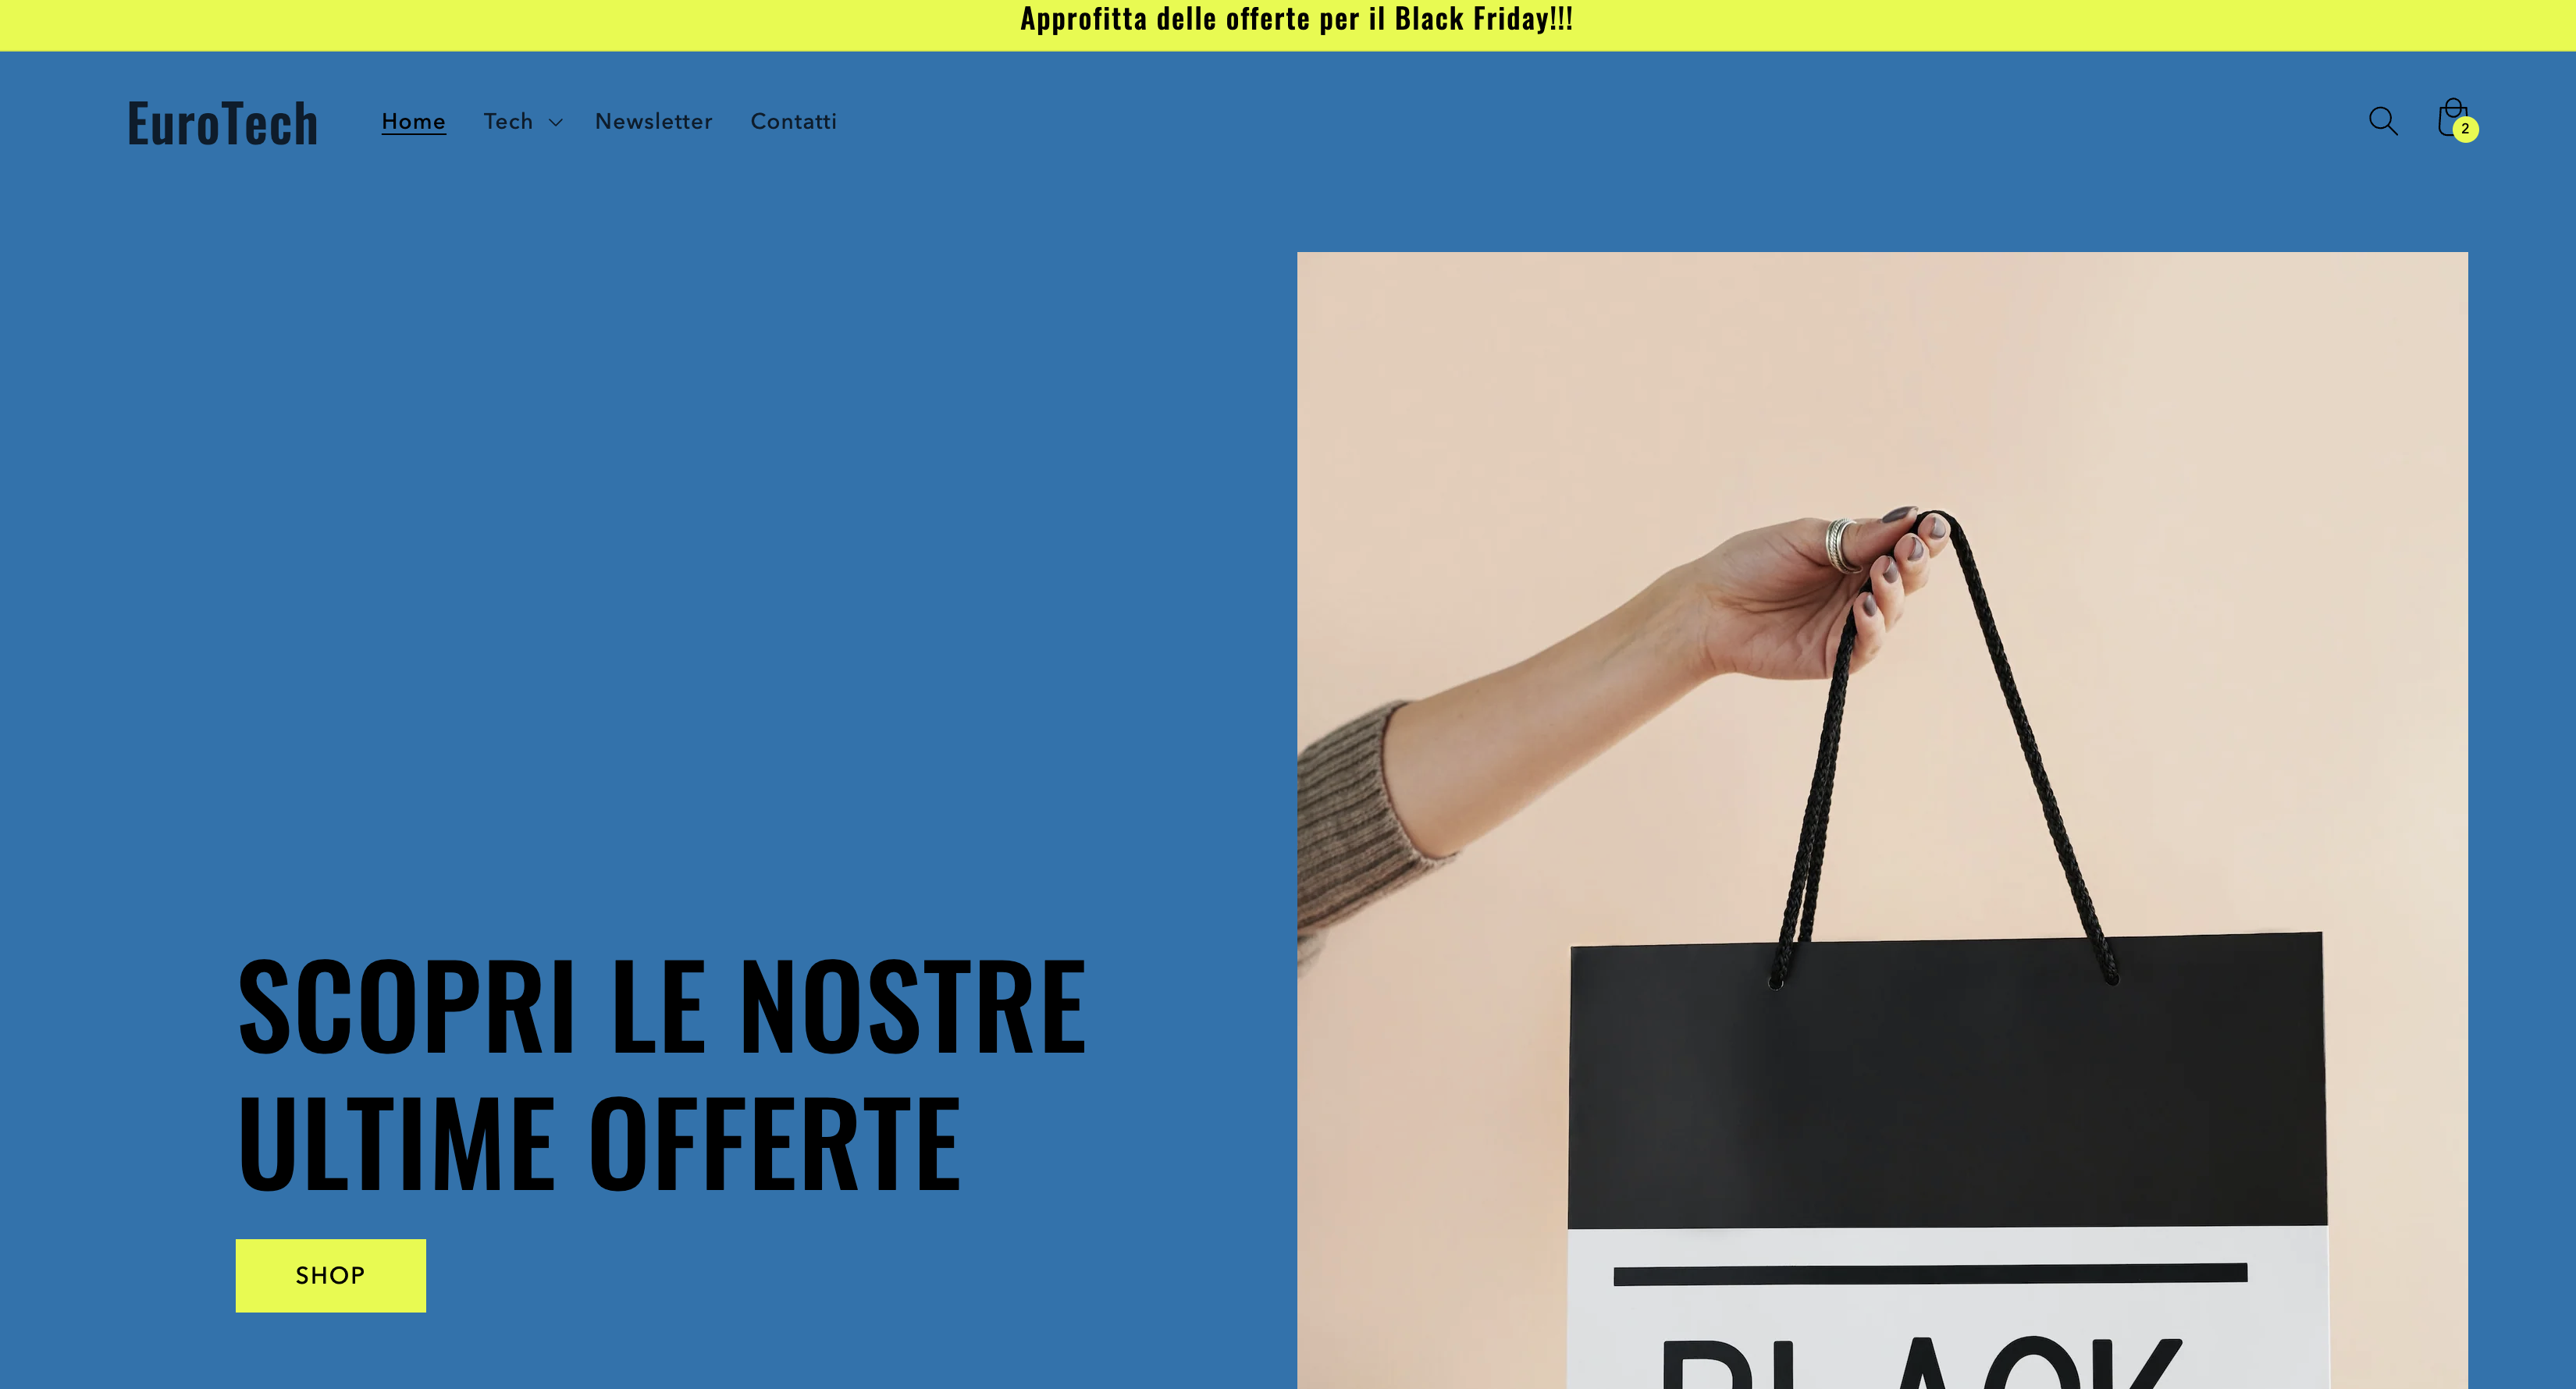 Approfitta delle offerte per il Black Friday!!!
EuroTech
Home
Tech
Newsletter
Contatti
2
SCOPRI LE NOSTRE
ULTIME OFFERTE
SHOP
BLACK